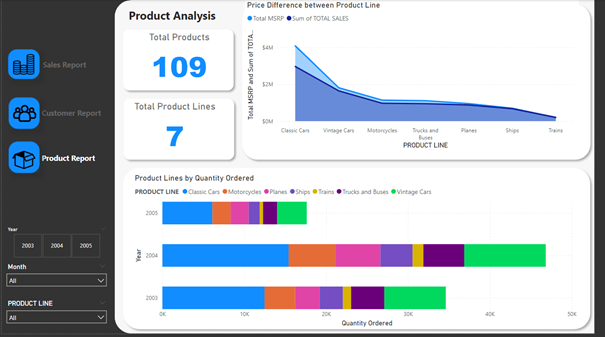 Product Analysis
Total Products
109
Total Product Lines
7
Sales Report
Customer Report
Product Report
Year
2003 2004 2005
Month
All
PRODUCT LINE
All
Price Difference between Product Line
Total MSRP Sum of TOTAL SALES
Total MSRP and Sum of TOTA...
$4M
$2M
$0M
Classic Cars Vintage Cars Motorcycles Trucks and Buses Planes Ships Trains
PRODUCT LINE
Product Lines by Quantity Ordered
PRODUCT LINE Classic Cars Motorcycles Planes Ships Trains Trucks and Buses Vintage Cars
Year
2005
2004
2003
0K 10K 20K 30K 40K 50K
Quantity Ordered